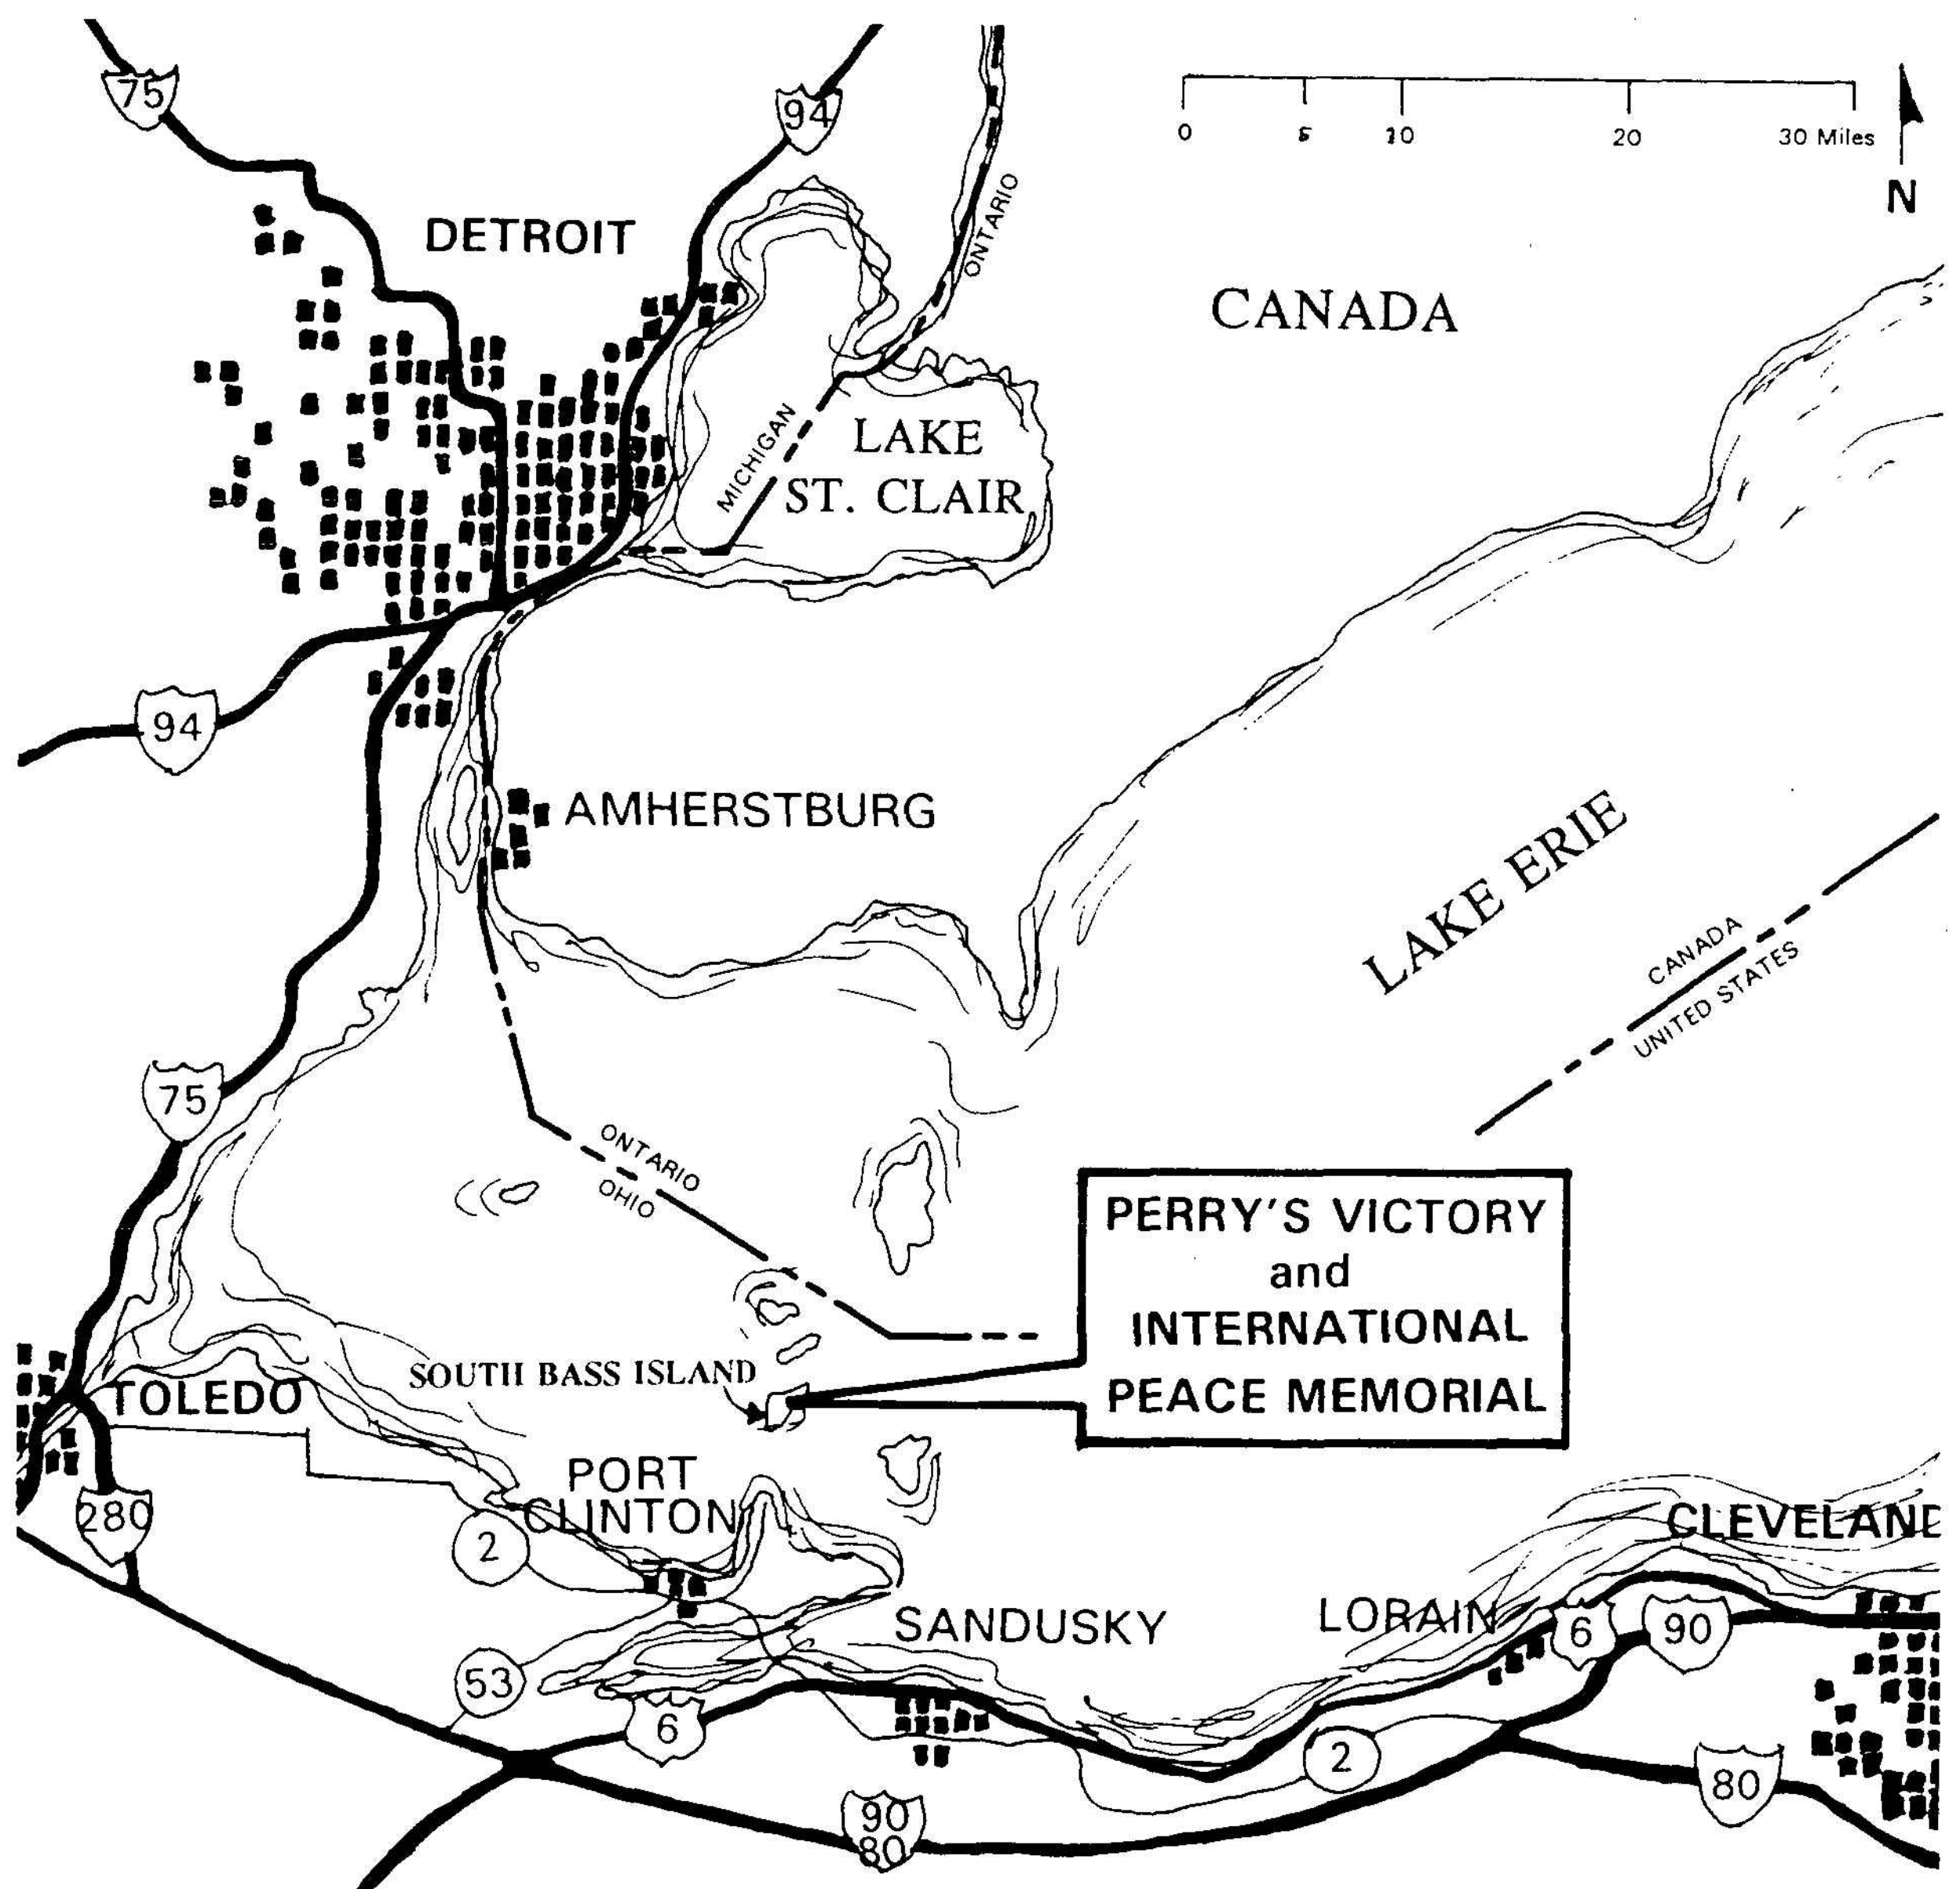 75
94
0 5 10 20 30 Miles
N
DETROIT
ONTARIO
CANADA
MICHIGAN
LAKE
ST. CLAIR
94
AMHERSTBURG
LAKE ERIE
CANADA
UNITED STATES
75
ONTARIO
OHIO
PERRY'S VICTORY
and
INTERNATIONAL
PEACE MEMORIAL
SOUTH BASS ISLAND
TOLEDO
PORT
CLINTON
280
2
CLEVELAND
SANDUSKY
LORAIN
6
90
53
6
2
80
90
80